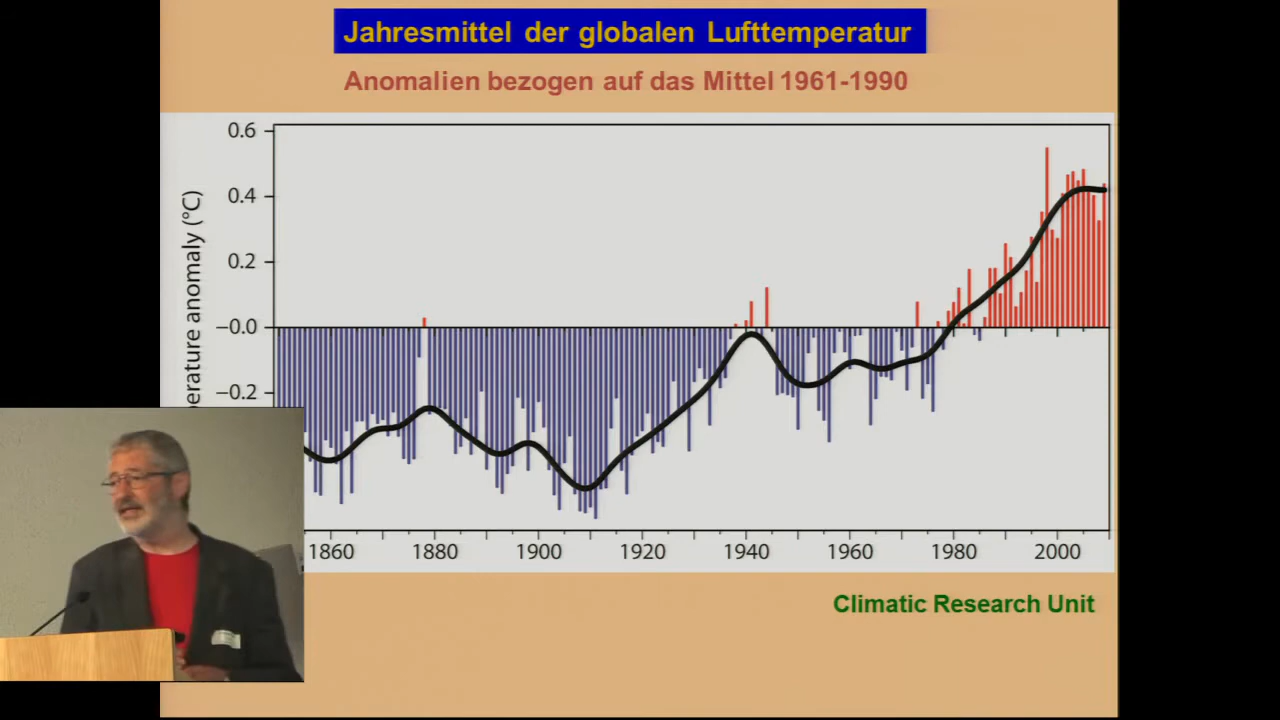 Jahresmittel der globalen Lufttemperatur
Anomalien bezogen auf das Mittel 1961-1990
0.6
0.4
0.2
−0.0
−0.2
anomaly (°C)
1860 1880 1900 1920 1940 1960 1980 2000
Climatic Research Unit